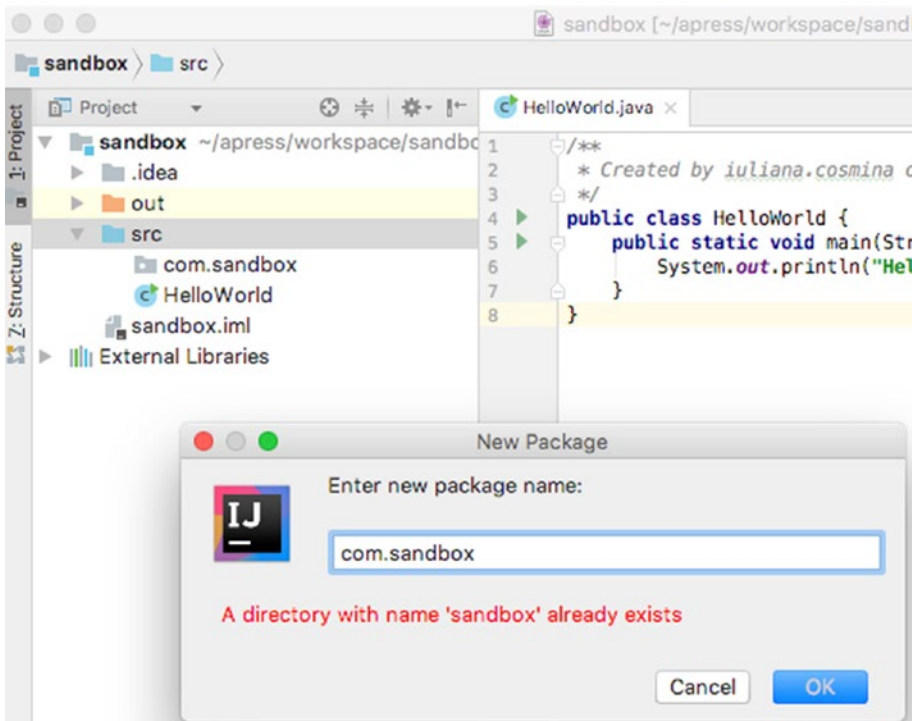 sandbox [~/apress/workspace/sand
sandbox src
1: Project
Z: Structure
Project
sandbox ~/apress/workspace/sandbo
.idea
out
src
com.sandbox
HelloWorld
sandbox.iml
External Libraries
HelloWorld.java
1 /**
2 * Created by iuliana.cosmina
3 */
4 public class HelloWorld {
5 public static void main(Str
6 System.out.println("Hel
7 }
8 }
New Package
IJ
Enter new package name:
com.sandbox
A directory with name 'sandbox' already exists
Cancel OK